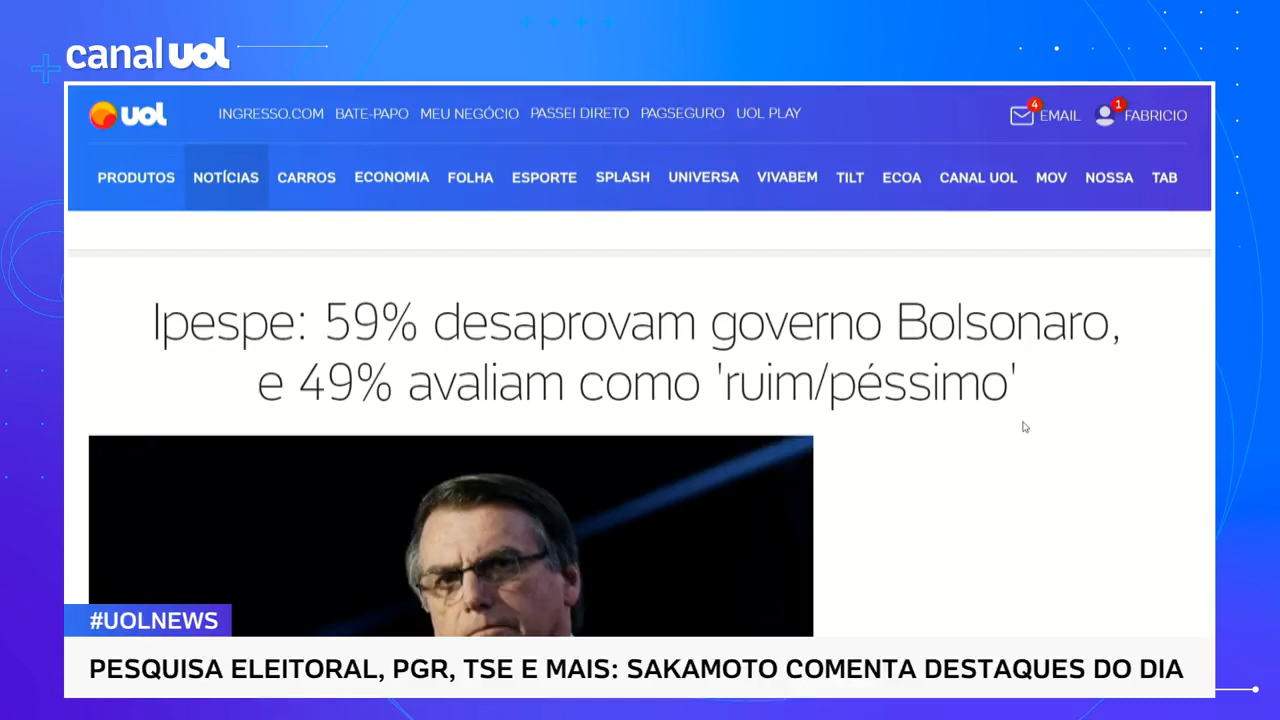 canal uol
uol INGRESSO.COM BATE-PAPO MEU NEGÓCIO PASSEI DIRETO PAGSEGURO UOL PLAY 4 EMAIL 1 FABRICIO
PRODUTOS NOTÍCIAS CARROS ECONOMIA FOLHA ESPORTE SPLASH UNIVERSA VIVABEM TILT ECOA CANAL UOL MOV NOSSA TAB
Ipespe: 59% desaprovam governo Bolsonaro,
e 49% avaliam como 'ruim/péssimo'
#UOLNEWS
PESQUISA ELEITORAL, PGR, TSE E MAIS: SAKAMOTO COMENTA DESTAQUES DO DIA